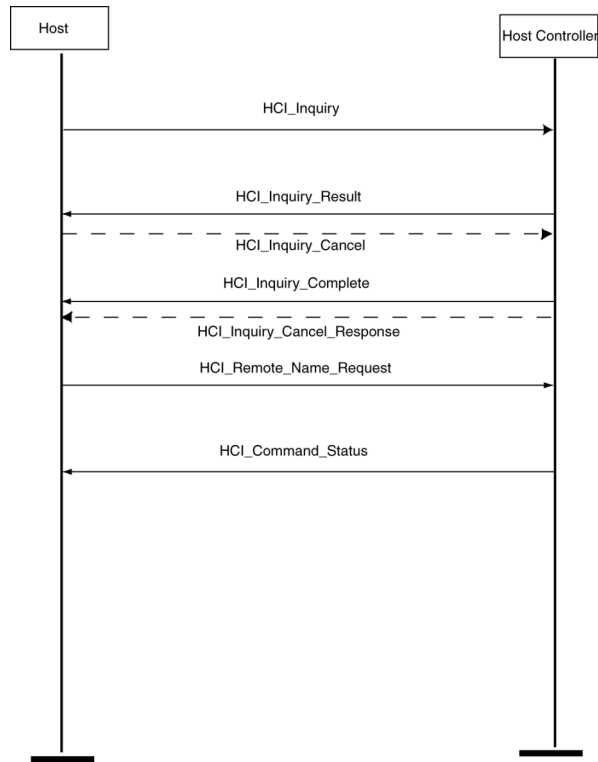 Host
Host Controller
HCI_Inquiry
HCI_Inquiry_Result
HCI_Inquiry_Cancel
HCI_Inquiry_Complete
HCI_Inquiry_Cancel_Response
HCI_Remote_Name_Request
HCI_Command_Status